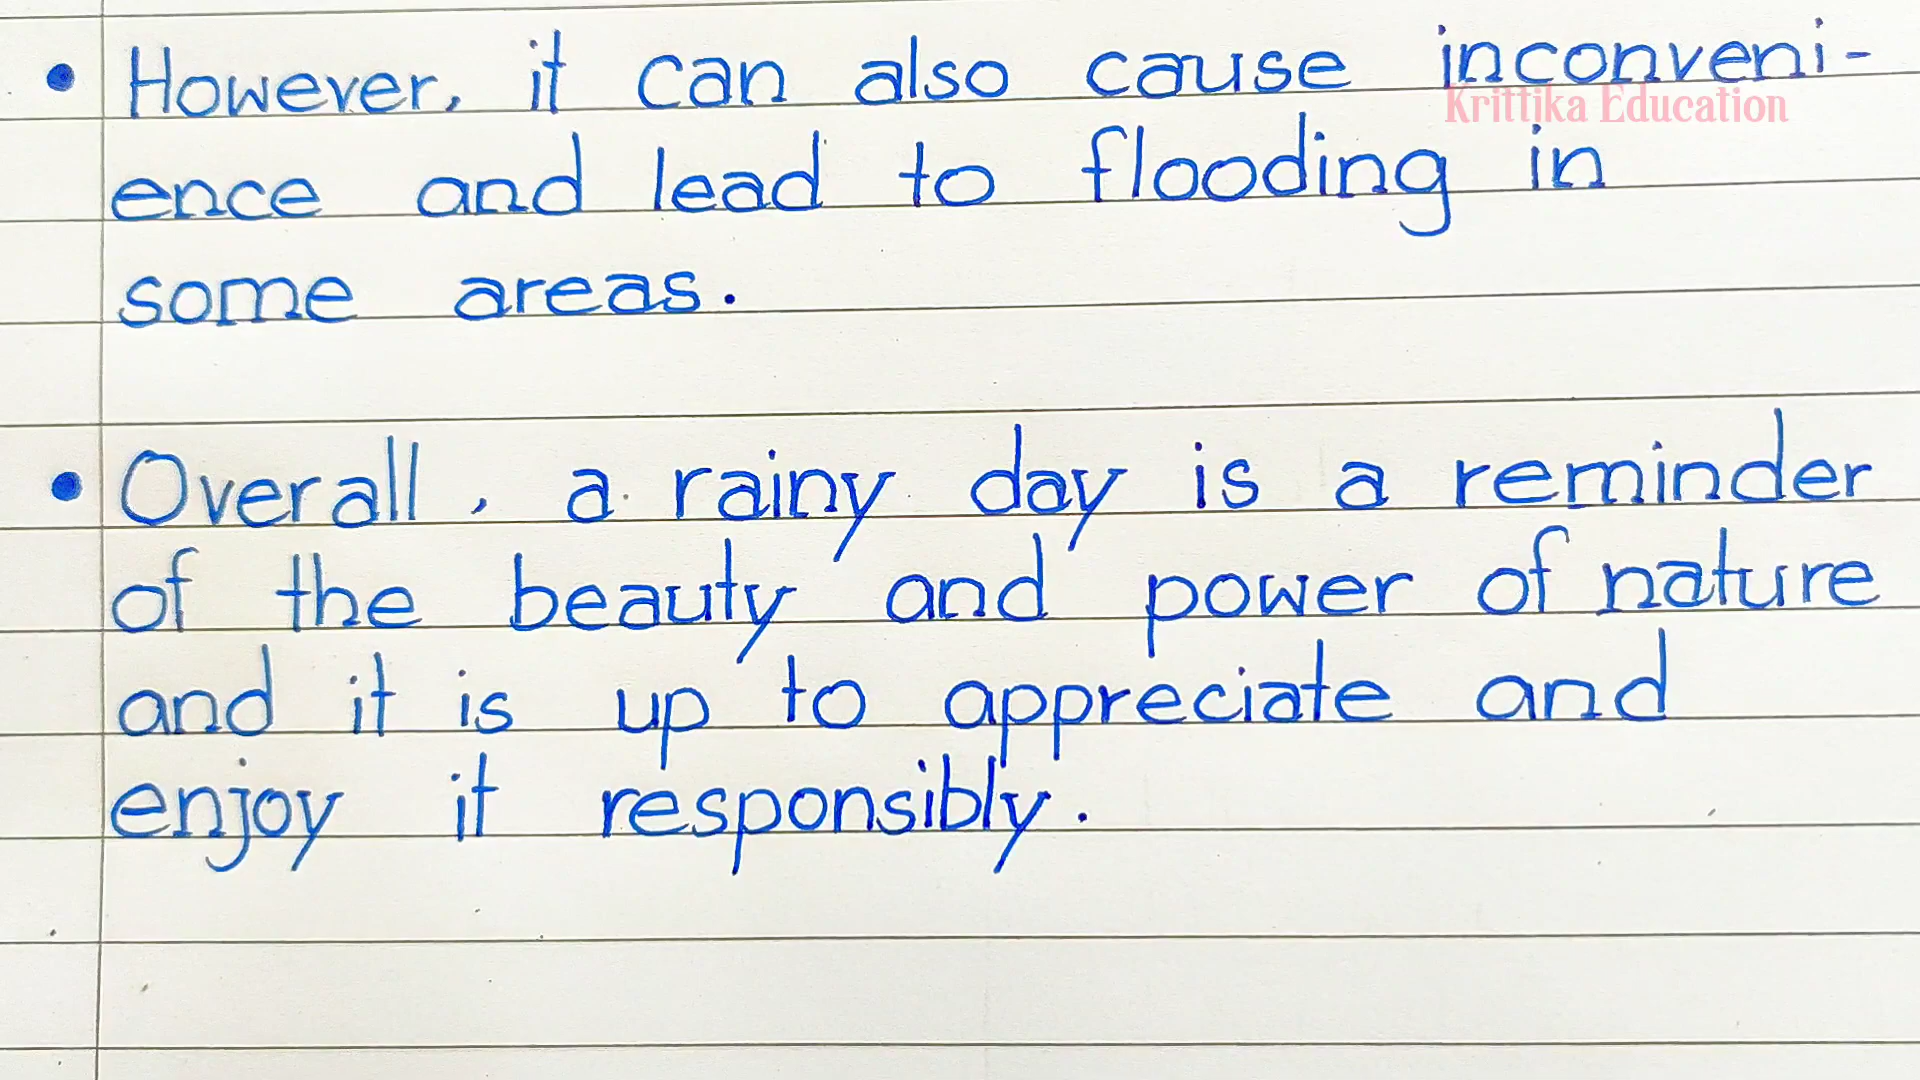 • However, it can also cause inconveni-
Krittika Education
ence and lead to flooding in
some areas.
• Overall, a rainy day is a reminder
of the beauty and power of nature
and it is up to appreciate and
enjoy it responsibly.